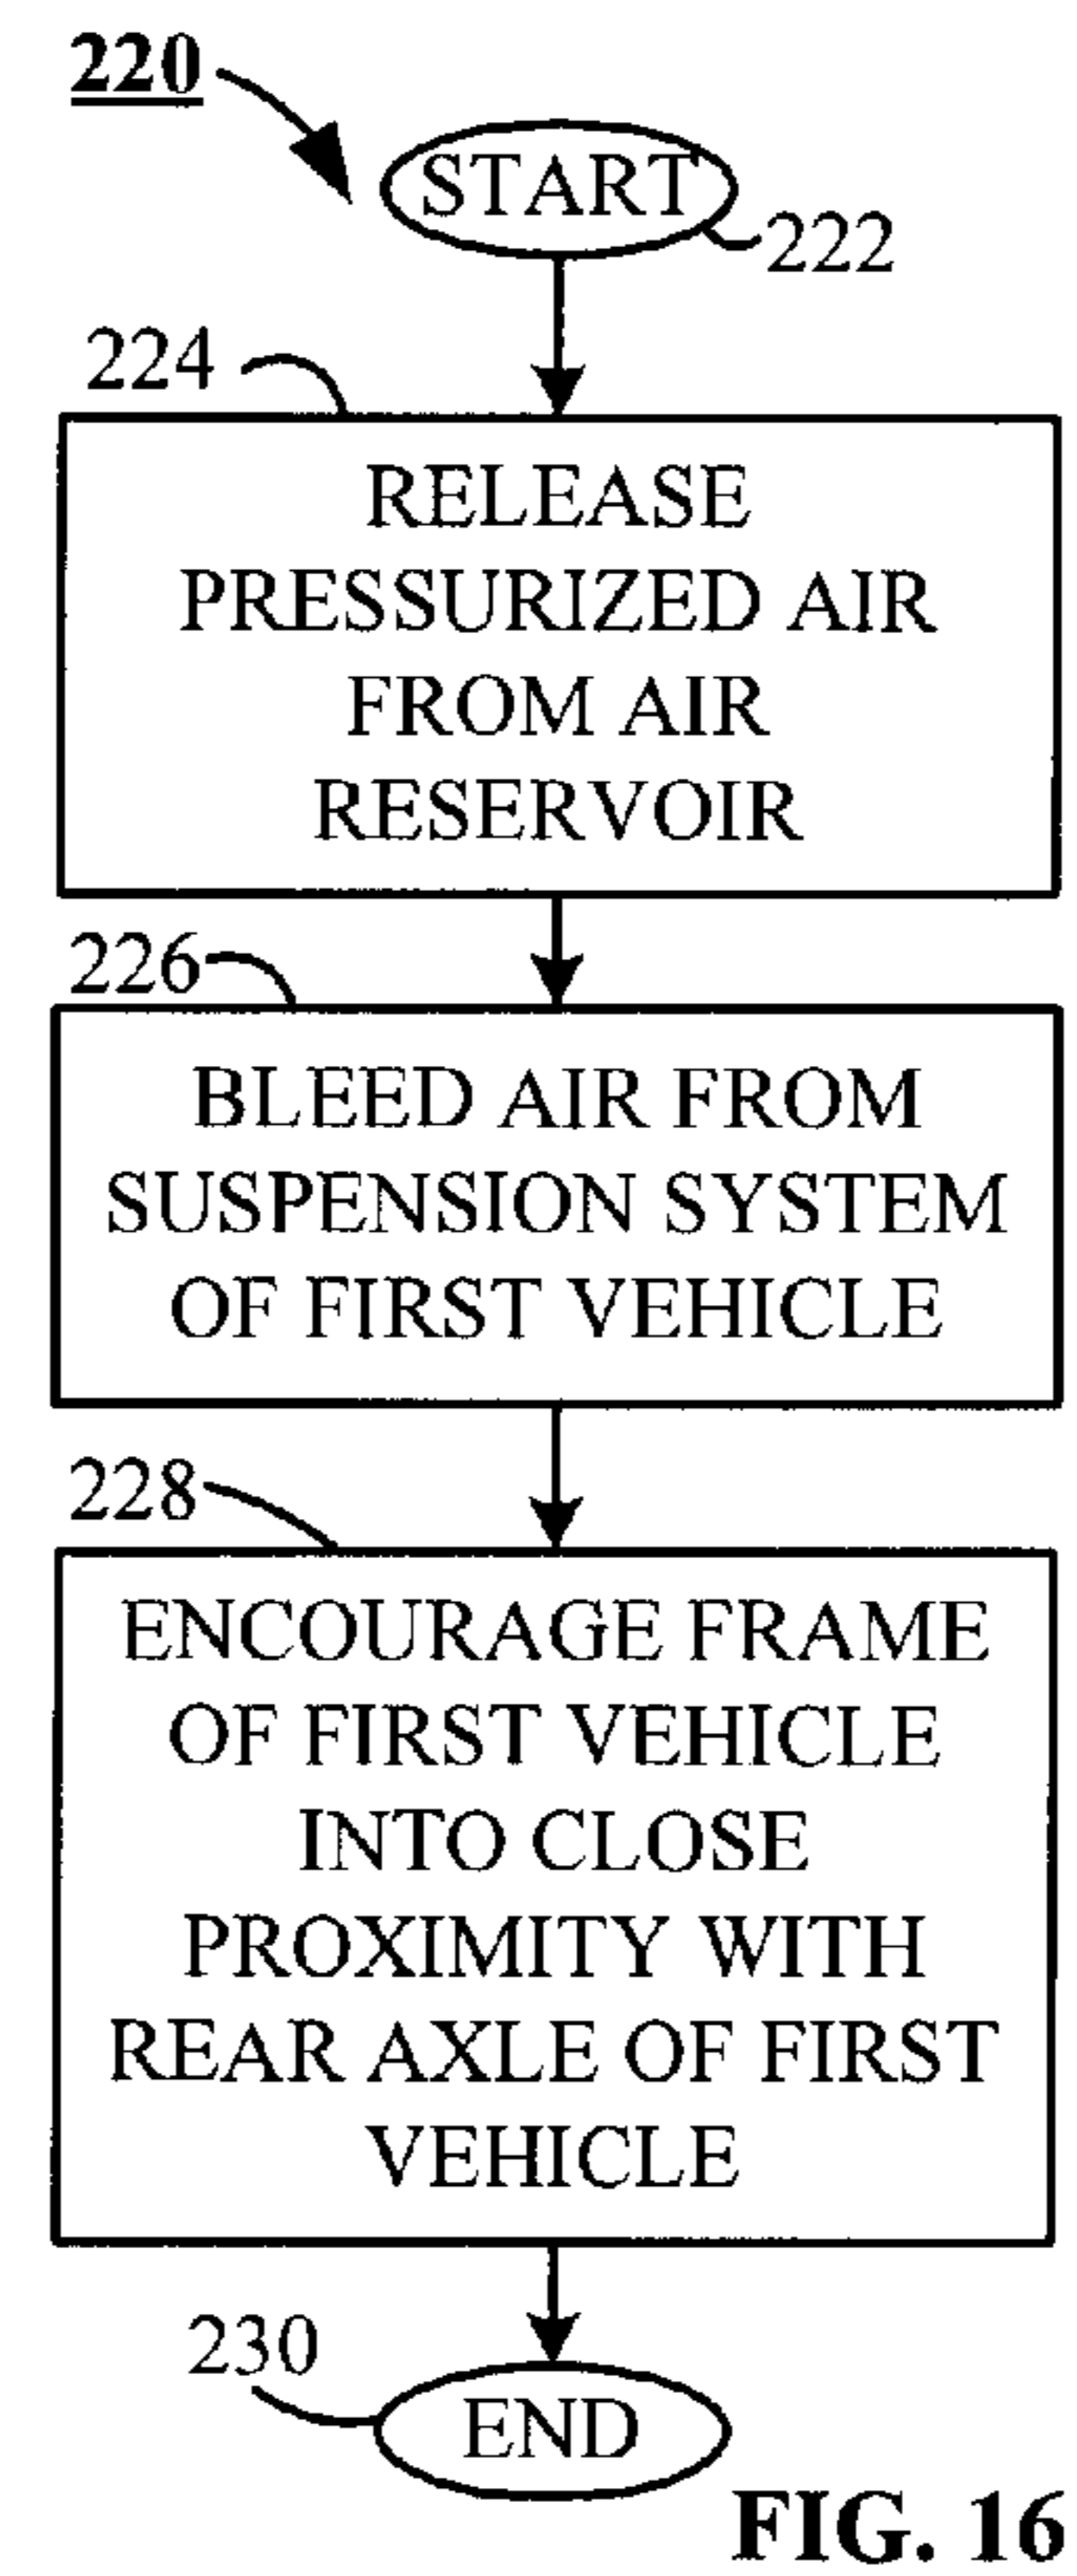 220
START
222
224
RELEASE
PRESSURIZED AIR
FROM AIR
RESERVOIR
226
BLEED AIR FROM
SUSPENSION SYSTEM
OF FIRST VEHICLE
228
ENCOURAGE FRAME
OF FIRST VEHICLE
INTO CLOSE
PROXIMITY WITH
REAR AXLE OF FIRST
VEHICLE
230
END
FIG. 16